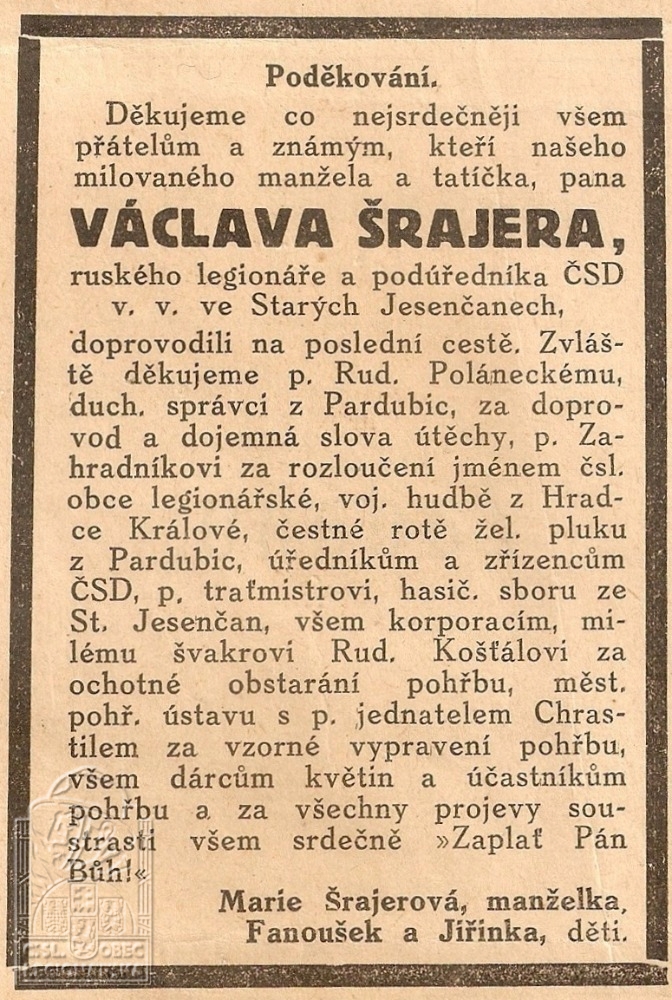 Poděkování.
Děkujeme co nejsrdečněji všem
přátelům a známým, kteří našeho
milovaného manžela a tatíčka, pana
VÁCLAVA ŠRAJERA,
ruského legionáře a podúředníka ČSD
v. v. ve Starých Jesenčanech,
doprovodili na poslední cestě. Zvláš-
tě děkujeme p. Rud. Poláneckému,
duch. správci z Pardubic, za dopro-
vod a dojemná slova útěchy, p. Za-
hradníkovi za rozloučení jménem čsl.
obce legionářské, voj. hudbě z Hrad-
ce Králové, čestné rotě žel. pluku
z Pardubic, úředníkům a zřízencům
ČSD, p. traťmistrovi, hasič. sboru ze
St. Jesenčan, všem korporacím, mi-
lému švakrovi Rud. Košťálovi za
ochotné obstarání pohřbu, měst.
pohř. ústavu s p. jednatelem Chras-
tilem za vzorné vypravení pohřbu,
všem dárcům květin a účastníkům
pohřbu a za všechny projevy sou-
strasti všem srdečně »Zaplať Pán
Bůh!«
Marie Šrajerová, manželka,
Fanoušek a Jiřinka, děti.
ČSL. OBEC
LEGIONÁŘSKÁ